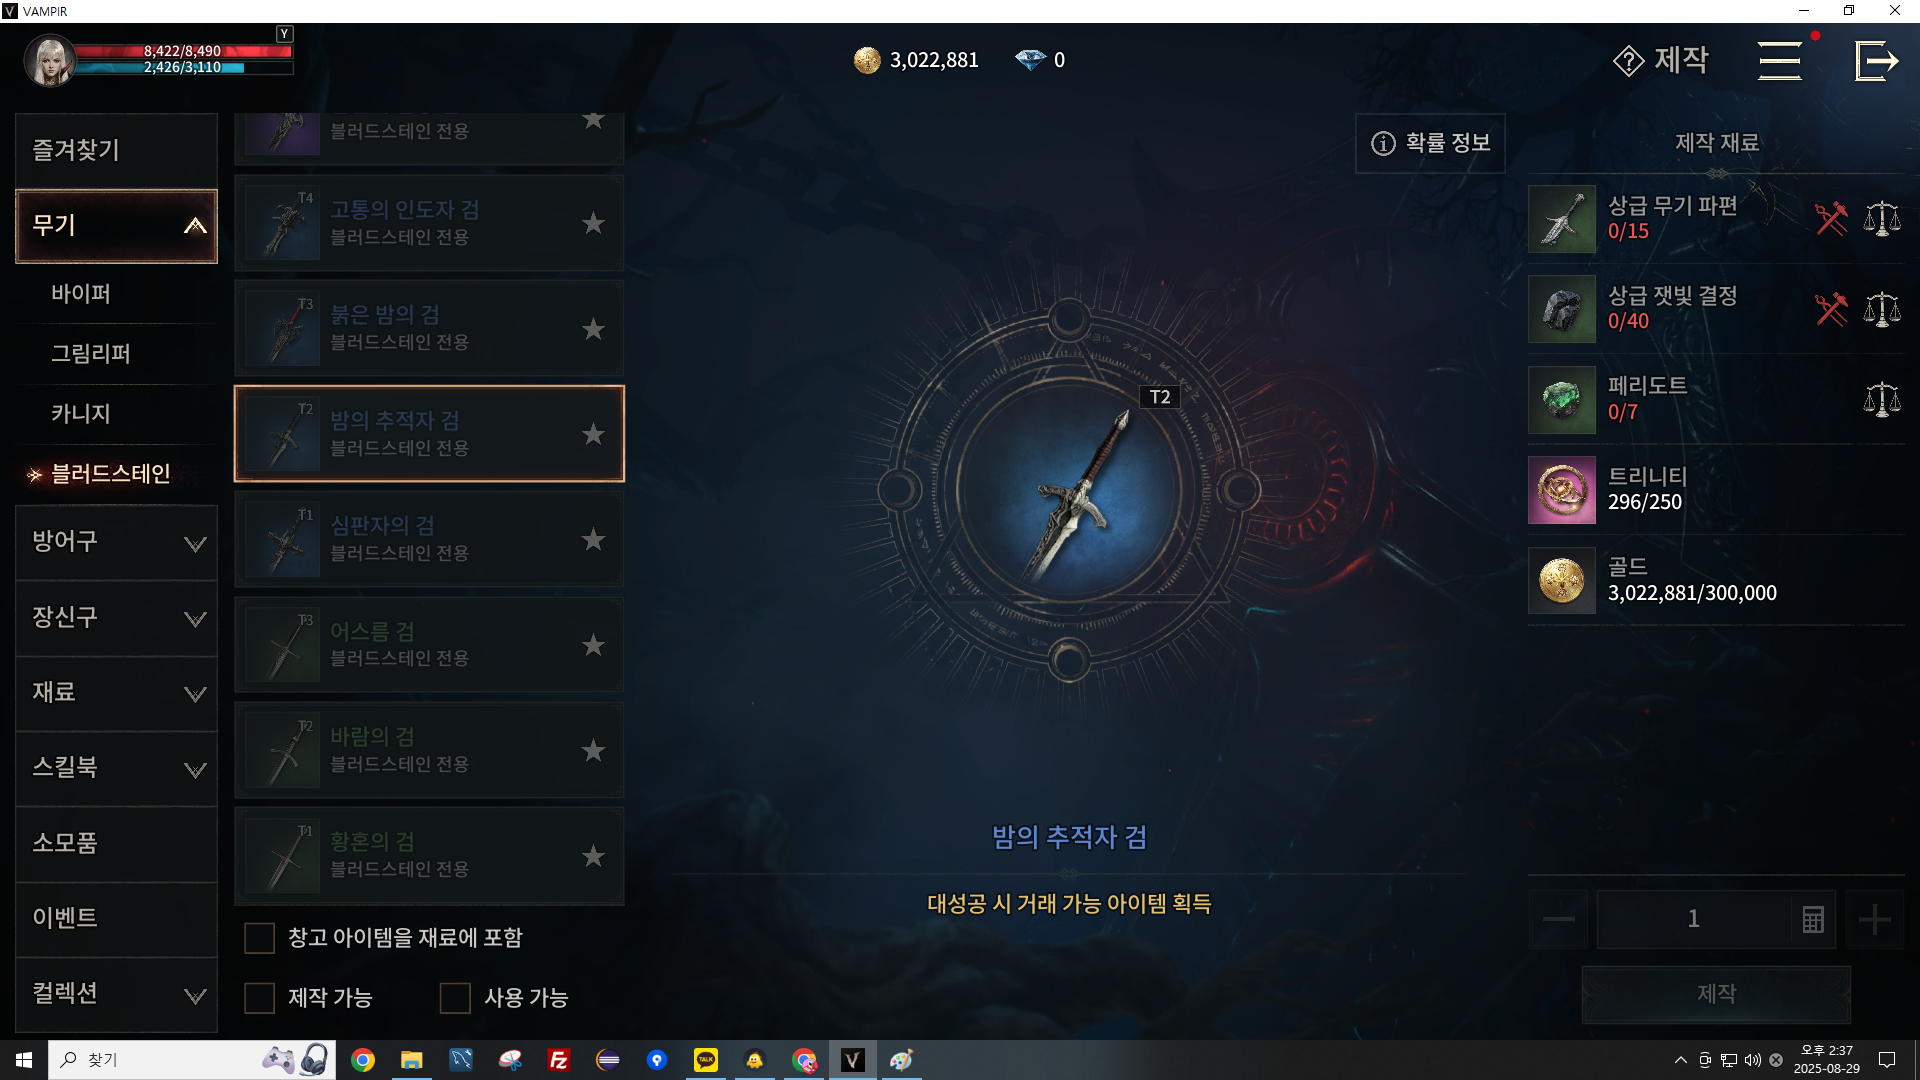 VAMPIR
8,422/8,490
2,426/3,110
Y
3,022,881
0
제작
즐겨찾기
무기
바이퍼
그림리퍼
카니지
블러드스테인
방어구
장신구
재료
스킬북
소모품
이벤트
컬렉션
블러드스테인 전용
T4
고통의 인도자 검
블러드스테인 전용
T3
붉은 밤의 검
블러드스테인 전용
T2
밤의 추적자 검
블러드스테인 전용
T1
심판자의 검
블러드스테인 전용
T3
어스름 검
블러드스테인 전용
T2
바람의 검
블러드스테인 전용
T1
황혼의 검
블러드스테인 전용
창고 아이템을 재료에 포함
제작 가능
사용 가능
확률 정보
T2
밤의 추적자 검
대성공 시 거래 가능 아이템 획득
제작 재료
상급 무기 파편
0/15
상급 잿빛 결정
0/40
페리도트
0/7
트리니티
296/250
골드
3,022,881/300,000
1
제작
찾기
TALK
오후 2:37
2025-08-29